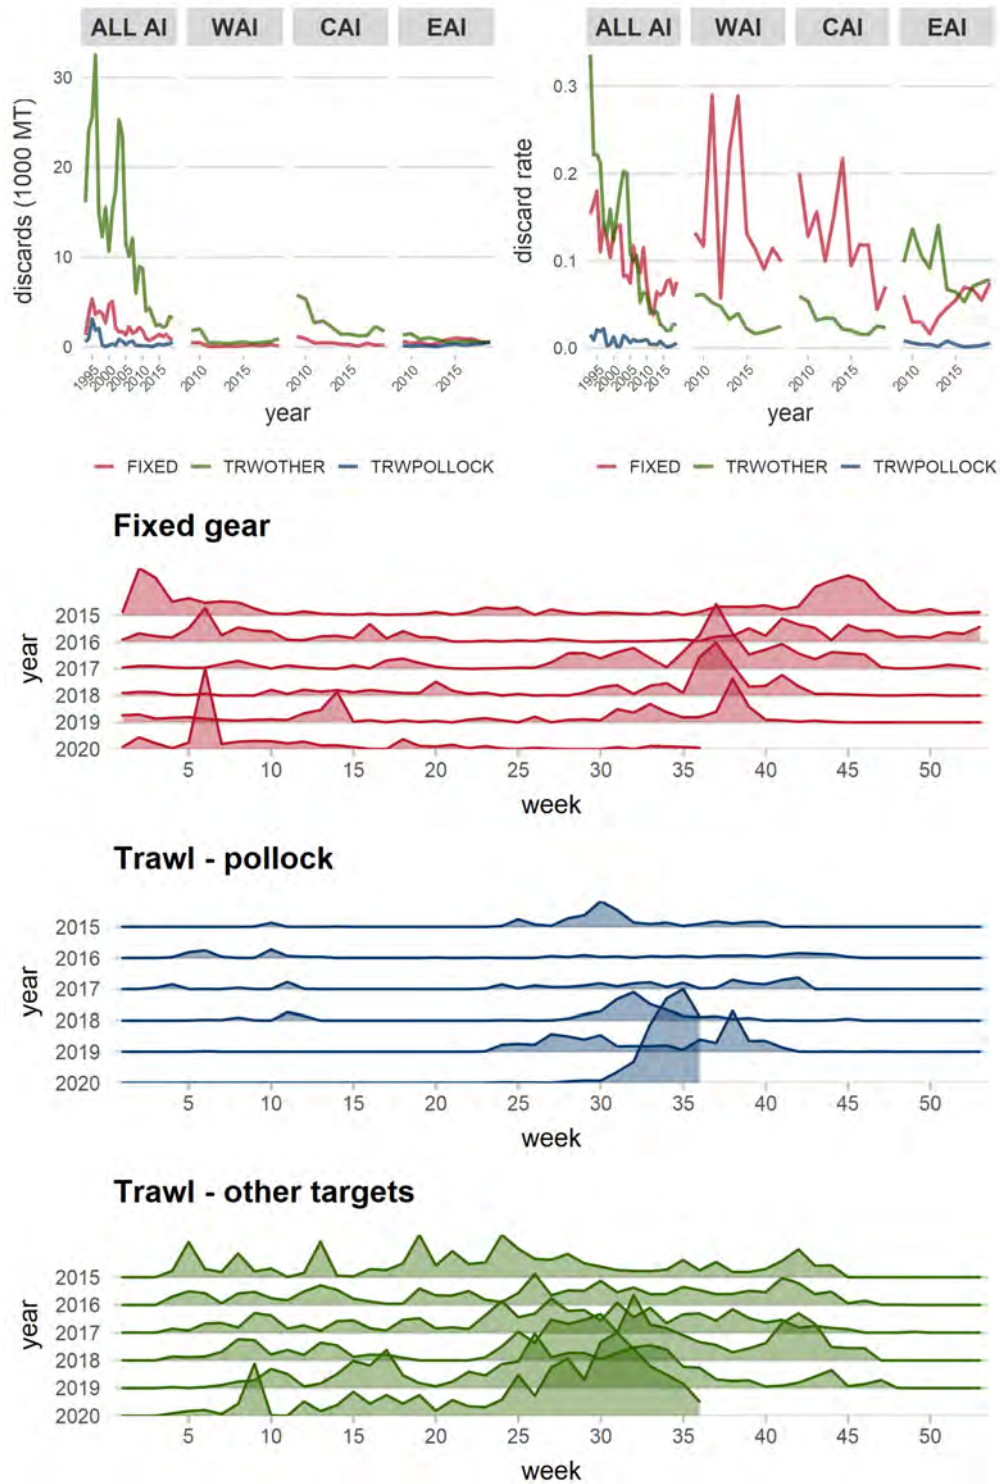 ALL AI WAI CAI EAI
30
20
10
0
discards (1000 MT)
1995 2000 2005 2010 2015 2010 2015 2010 2015 2010 2015
year
FIXED TRWOTHER TRWPOLLOCK
ALL AI WAI CAI EAI
0.3
0.2
0.1
0.0
discard rate
1995 2000 2005 2010 2015 2010 2015 2010 2015 2010 2015
year
FIXED TRWOTHER TRWPOLLOCK
Fixed gear
2015
2016
2017
2018
2019
2020
year
5 10 15 20 25 30 35 40 45 50
week
Trawl - pollock
2015
2016
2017
2018
2019
2020
year
5 10 15 20 25 30 35 40 45 50
week
Trawl - other targets
2015
2016
2017
2018
2019
2020
year
5 10 15 20 25 30 35 40 45 50
week